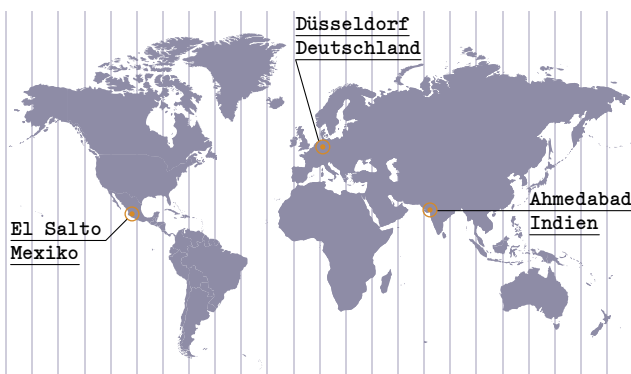 Düsseldorf
Deutschland
Ahmedabad
Indien
El Salto
Mexiko